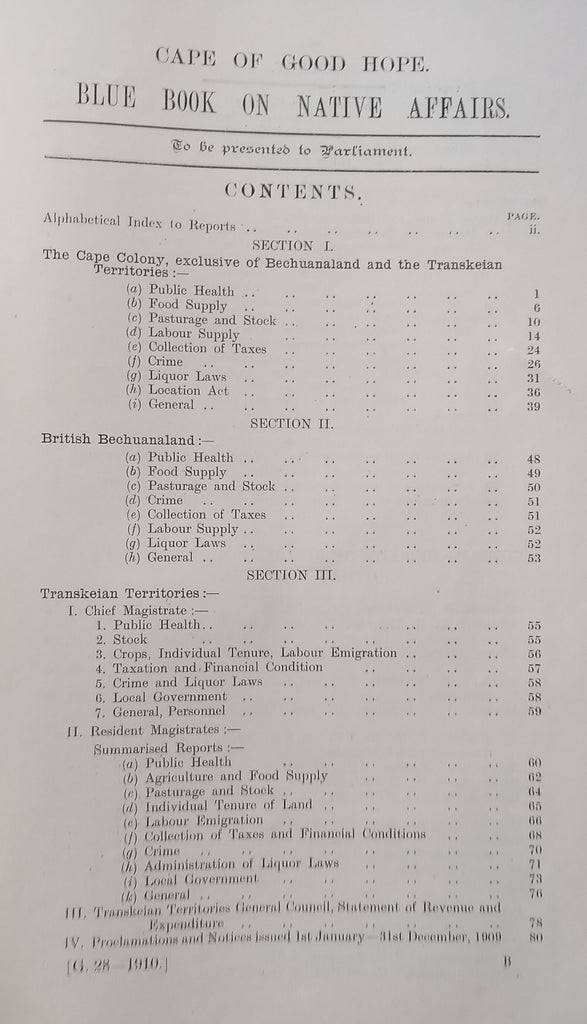 CAPE OF GOOD HOPE.
BLUE BOOK ON NATIVE AFFAIRS.
To be presented to Parliament.
CONTENTS.
PAGE.
Alphabetical Index to Reports .. .. .. .. .. .. .. ii.
SECTION I.
The Cape Colony, exclusive of Bechuanaland and the Transkeian
Territories:—
(a) Public Health .. .. .. .. .. .. .. 1
(b) Food Supply .. .. .. .. .. .. .. 6
(c) Pasturage and Stock .. .. .. .. .. .. 10
(d) Labour Supply .. .. .. .. .. .. .. 14
(e) Collection of Taxes .. .. .. .. .. .. 24
(f) Crime .. .. .. .. .. .. .. .. 26
(g) Liquor Laws .. .. .. .. .. .. .. 31
(h) Location Act .. .. .. .. .. .. .. 36
(i) General .. .. .. .. .. .. .. .. 39
SECTION II.
British Bechuanaland:—
(a) Public Health .. .. .. .. .. .. .. 48
(b) Food Supply .. .. .. .. .. .. .. 49
(c) Pasturage and Stock .. .. .. .. .. .. 50
(d) Crime .. .. .. .. .. .. .. .. 51
(e) Collection of Taxes .. .. .. .. .. .. 51
(f) Labour Supply .. .. .. .. .. .. .. 52
(g) Liquor Laws .. .. .. .. .. .. .. 52
(h) General .. .. .. .. .. .. .. .. 53
SECTION III.
Transkeian Territories:—
I. Chief Magistrate:—
1. Public Health .. .. .. .. .. .. .. .. 55
2. Stock .. .. .. .. .. .. .. .. 55
3. Crops, Individual Tenure, Labour Emigration .. .. .. 56
4. Taxation and Financial Condition .. .. .. .. 57
5. Crime and Liquor Laws .. .. .. .. .. .. 58
6. Local Government .. .. .. .. .. .. .. 58
7. General, Personnel .. .. .. .. .. .. .. 59
II. Resident Magistrates:—
Summarised Reports:—
(a) Public Health .. .. .. .. .. .. 60
(b) Agriculture and Food Supply .. .. .. .. 62
(c) Pasturage and Stock .. .. .. .. .. .. 64
(d) Individual Tenure of Land .. .. .. .. .. 65
(e) Labour Emigration .. .. .. .. .. .. 66
(f) Collection of Taxes and Financial Conditions .. .. 68
(g) Crime .. .. .. .. .. .. .. .. 70
(h) Administration of Liquor Laws .. .. .. .. 71
(i) Local Government .. .. .. .. .. .. 73
(k) General .. .. .. .. .. .. .. .. 76
III. Transkeian Territories General Council, Statement of Revenue and
Expenditure .. .. .. .. .. .. .. 78
IV. Proclamations and Notices issued 1st January—31st December, 1909 80
[G. 28—1910.] B